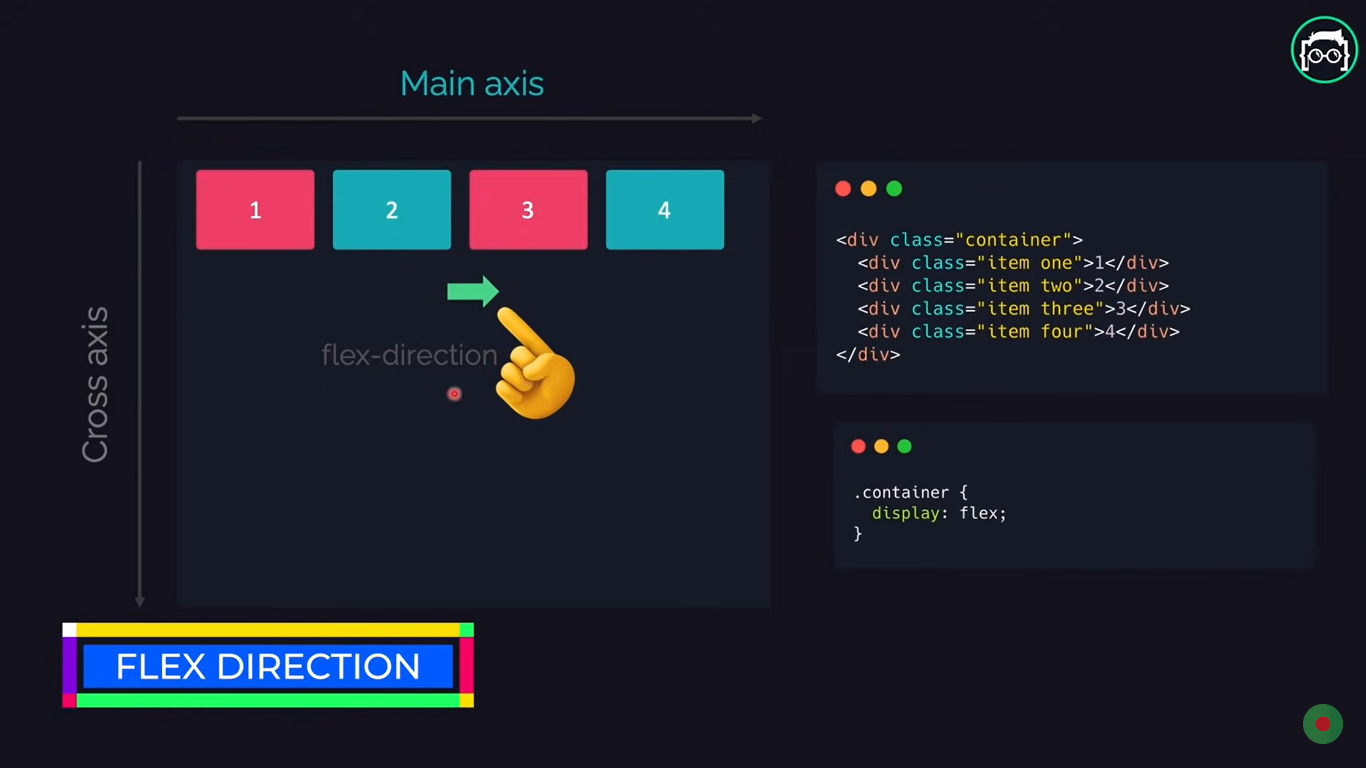 Main axis
Cross axis
1
2
3
4
flex-direction
<div class="container">
  <div class="item one">1</div>
  <div class="item two">2</div>
  <div class="item three">3</div>
  <div class="item four">4</div>
</div>
.container {
  display: flex;
}
FLEX DIRECTION